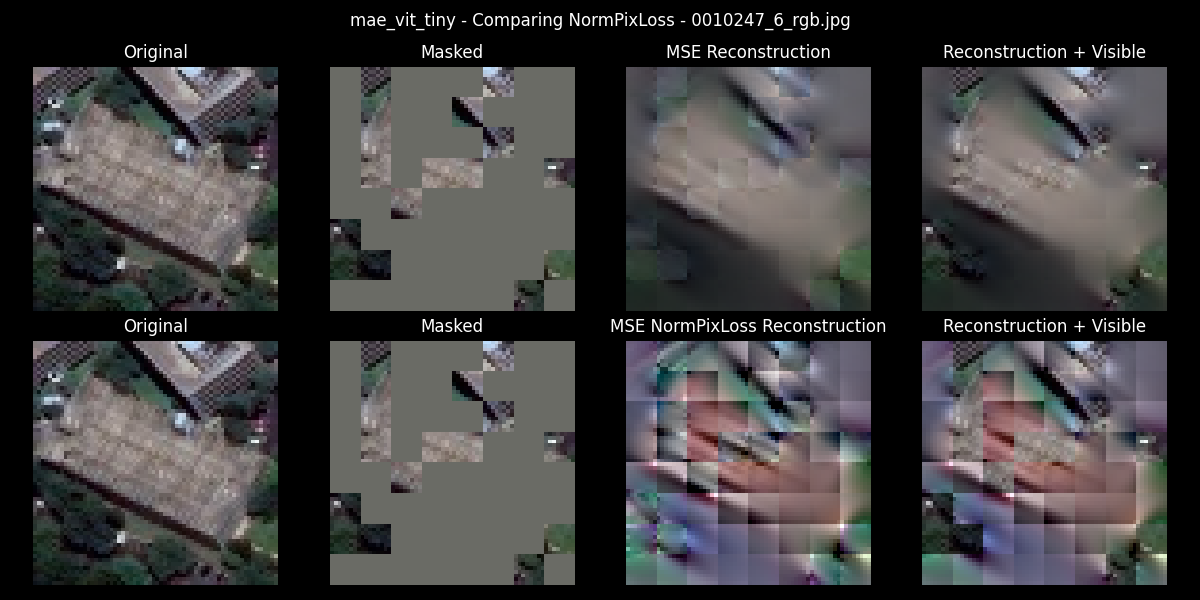 mae_vit_tiny - Comparing NormPixLoss - 0010247_6_rgb.jpg
Original
Masked
MSE Reconstruction
Reconstruction + Visible
Original
Masked
MSE NormPixLoss Reconstruction
Reconstruction + Visible